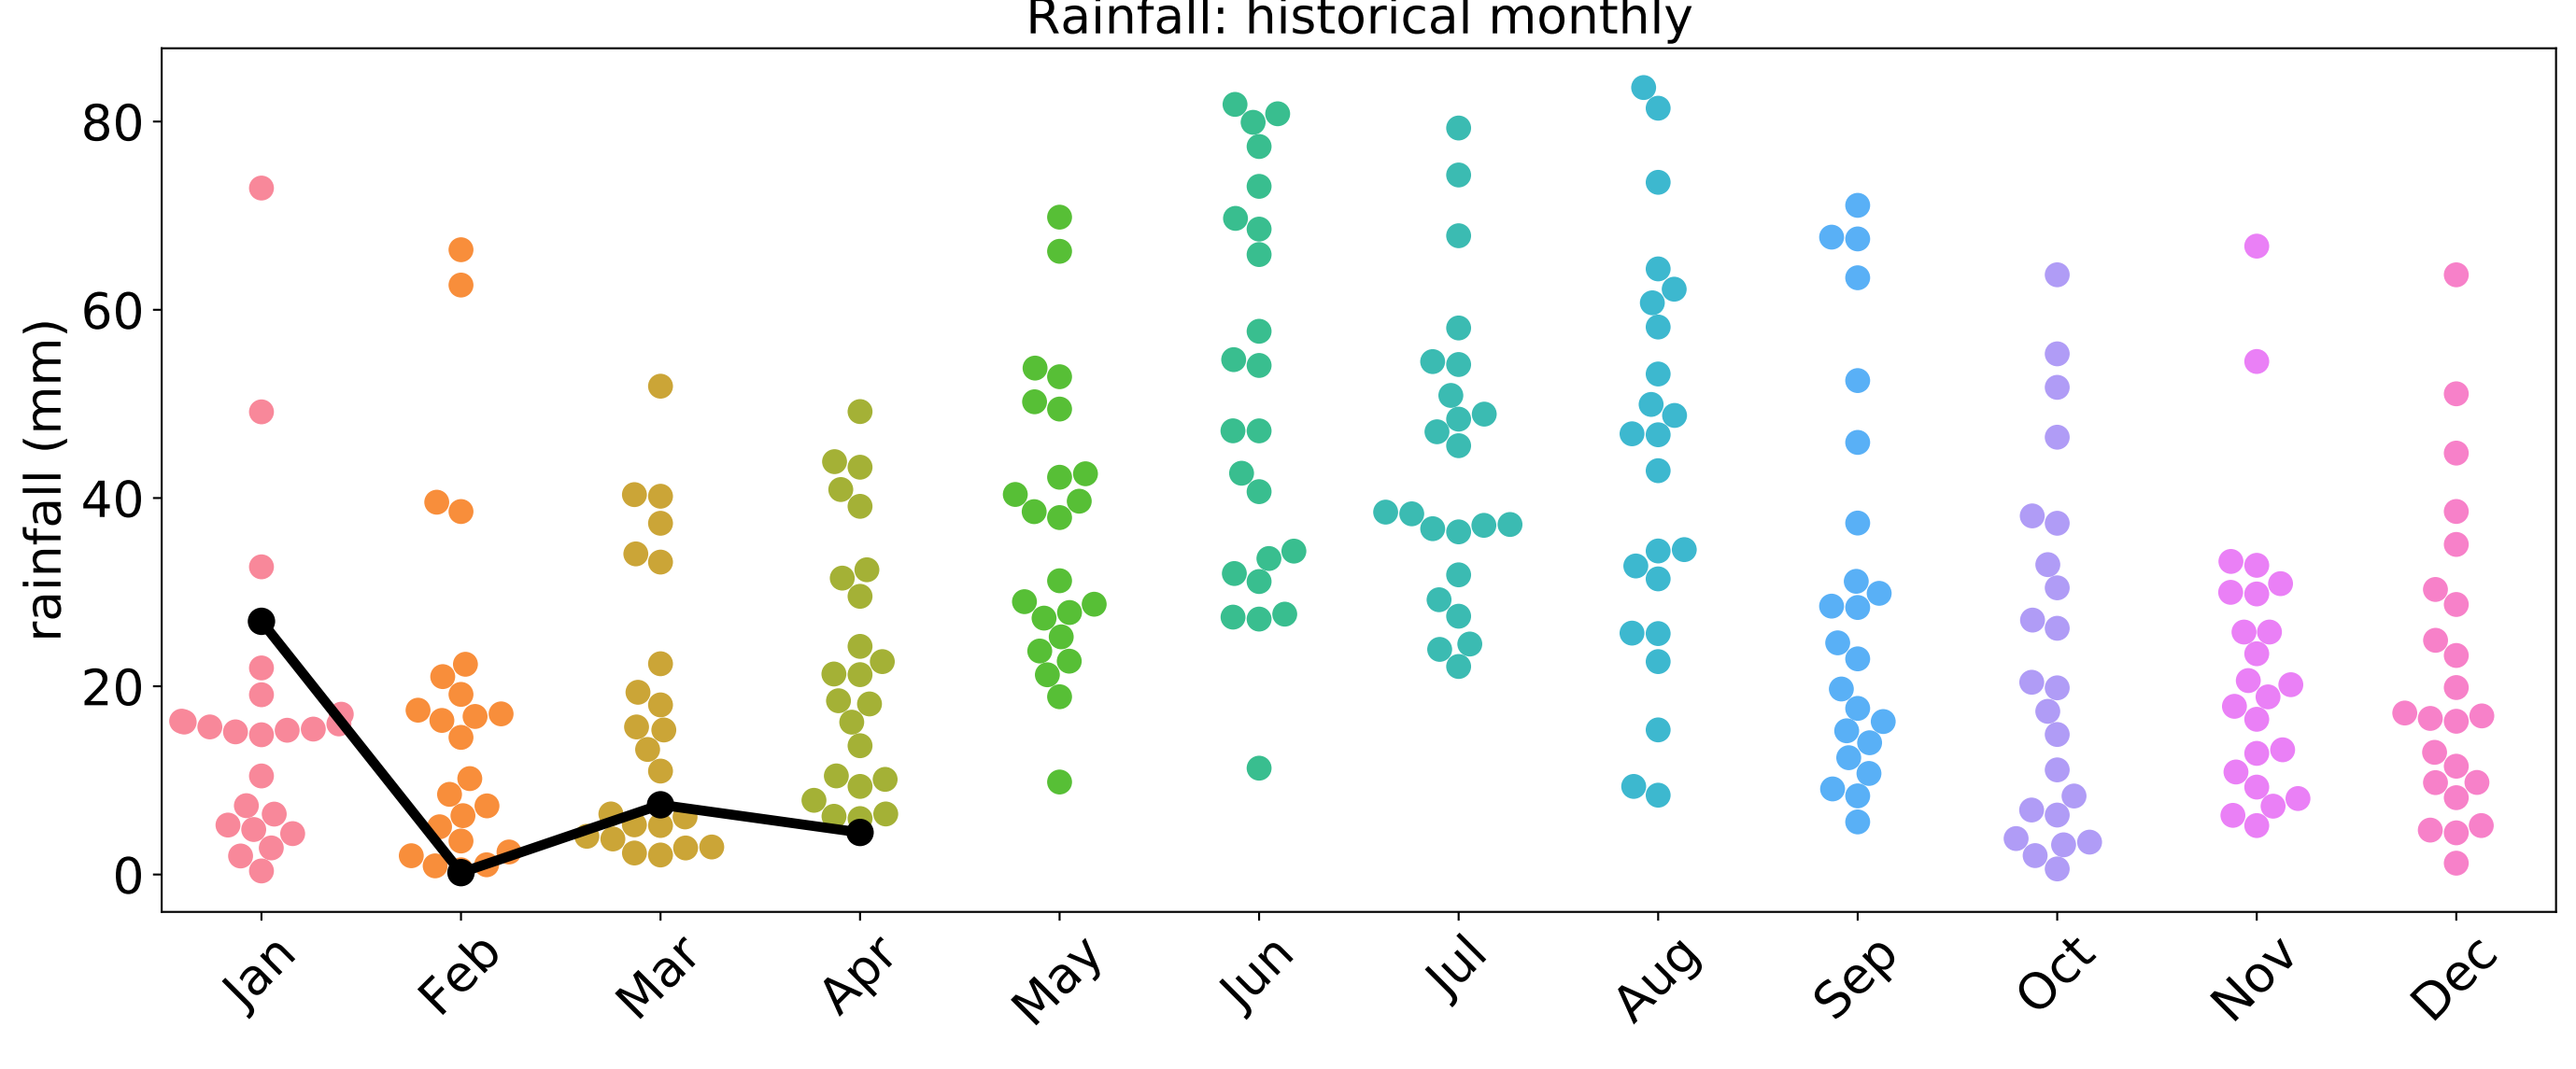 Rainfall: historical monthly
rainfall (mm)
80
60
40
20
0
Jan
Feb
Mar
Apr
May
Jun
Jul
Aug
Sep
Oct
Nov
Dec